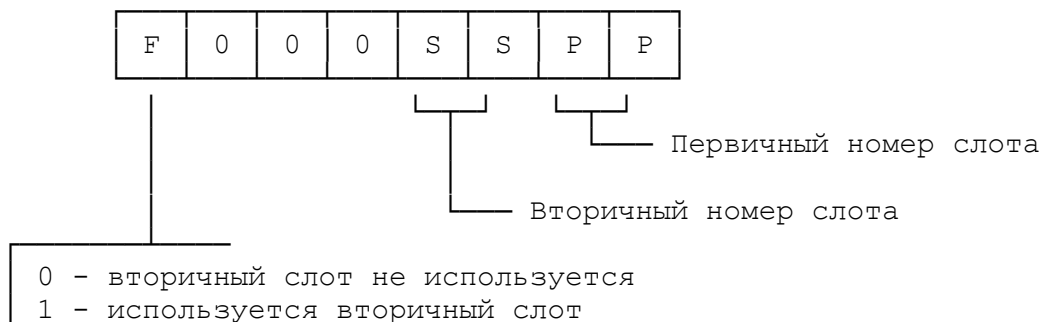 F 0 0 0 S S P P
Первичный номер слота
Вторичный номер слота
0 - вторичный слот не используется
1 - используется вторичный слот